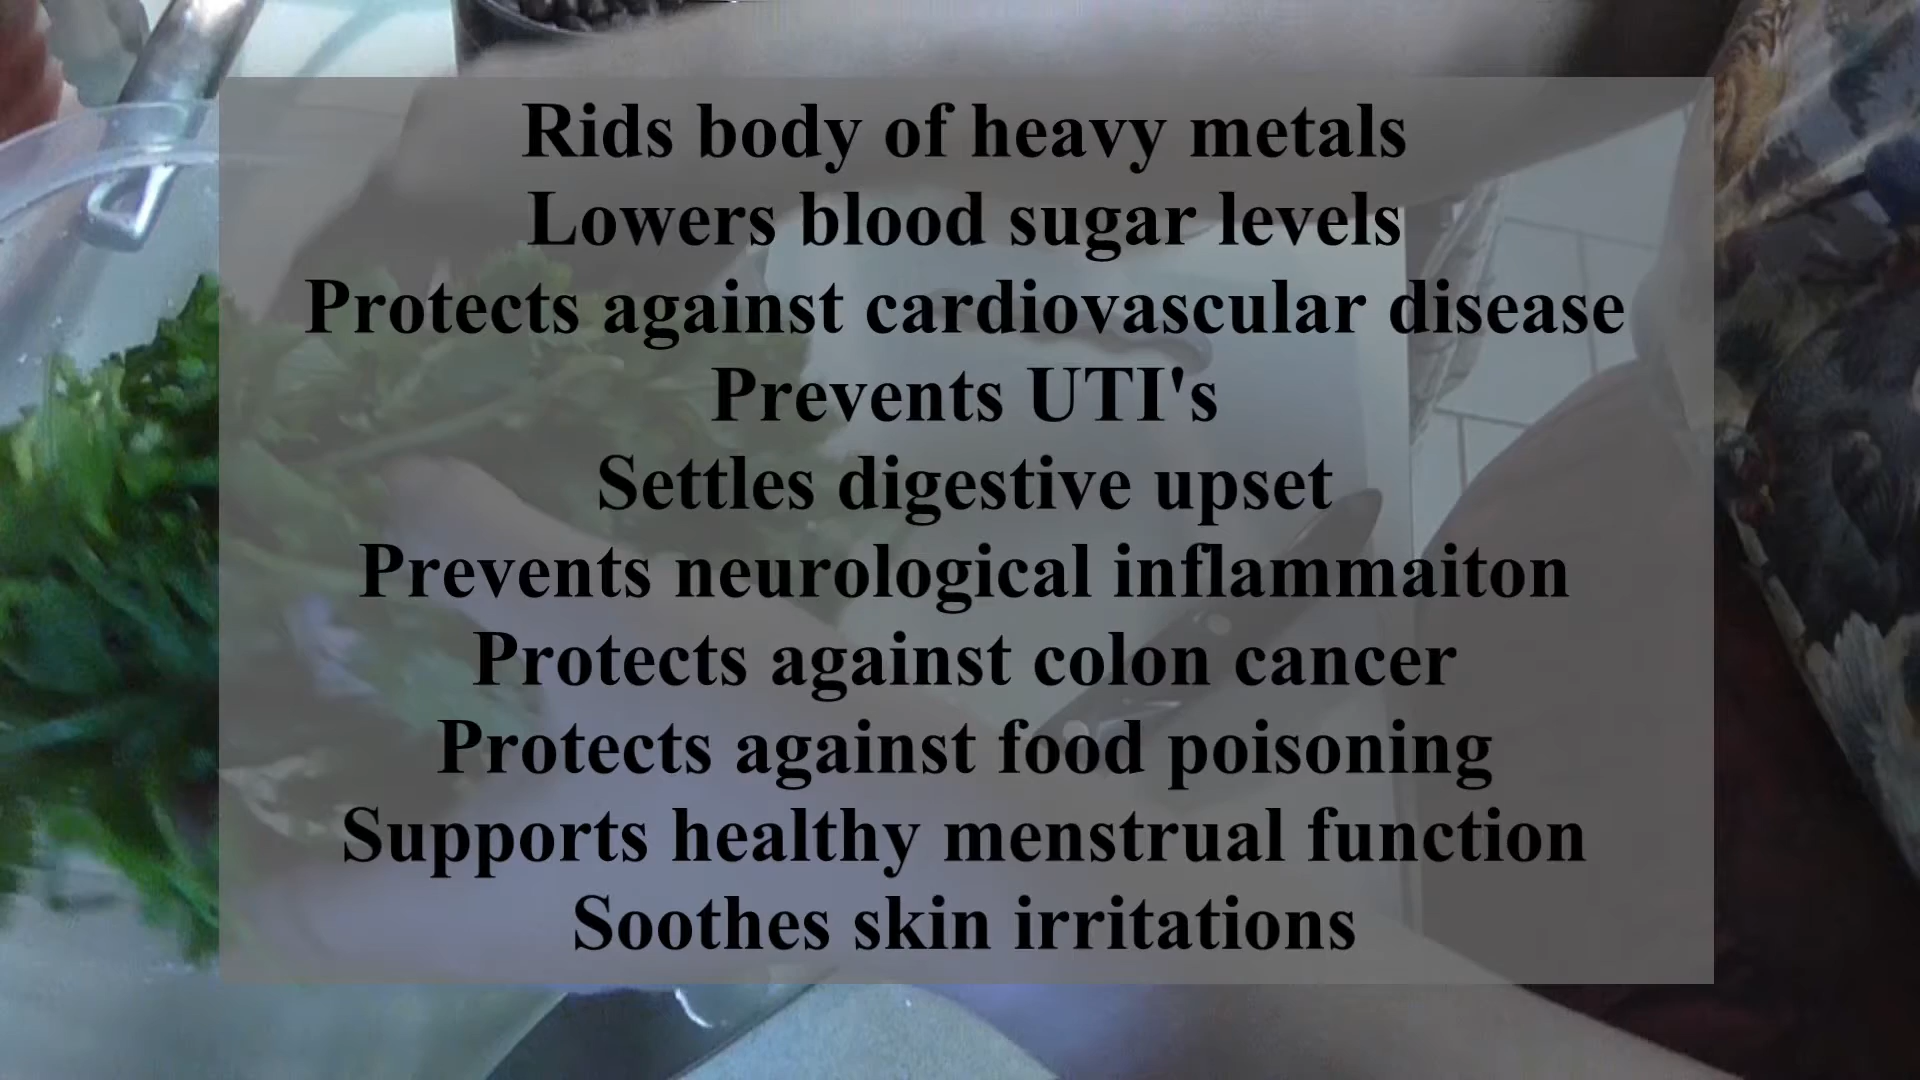 Rids body of heavy metals
Lowers blood sugar levels
Protects against cardiovascular disease
Prevents UTI's
Settles digestive upset
Prevents neurological inflammaiton
Protects against colon cancer
Protects against food poisoning
Supports healthy menstrual function
Soothes skin irritations